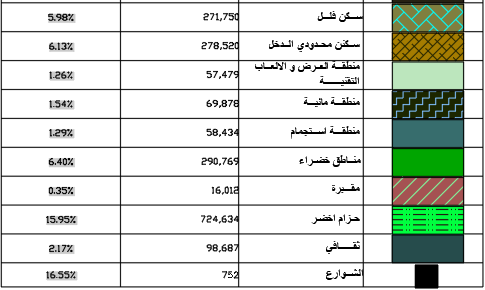 سكن فلل 271,750 5.98%
سكن محدودي الدخل 278,520 6.13%
منطقة العرض و الالعاب
التقنية 57,479 1.26%
منطقة مائية 69,878 1.54%
منطقة استجمام 58,434 1.29%
مناطق خضراء 290,769 6.40%
مقبرة 16,012 0.35%
حزام اخضر 724,634 15.95%
ثقافي 98,687 2.17%
الشوارع 752 16.55%